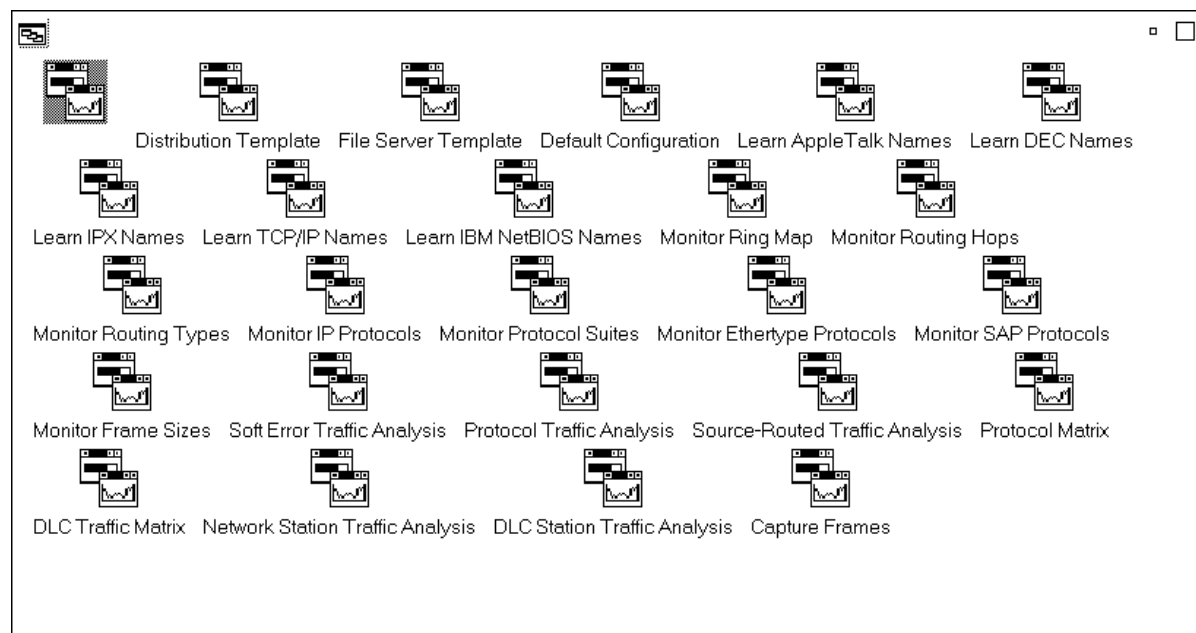 Distribution Template File Server Template Default Configuration Learn AppleTalk Names Learn DEC Names
Learn IPX Names Learn TCP/IP Names Learn IBM NetBIOS Names Monitor Ring Map Monitor Routing Hops
Monitor Routing Types Monitor IP Protocols Monitor Protocol Suites Monitor Ethertype Protocols Monitor SAP Protocols
Monitor Frame Sizes Soft Error Traffic Analysis Protocol Traffic Analysis Source-Routed Traffic Analysis Protocol Matrix
DLC Traffic Matrix Network Station Traffic Analysis DLC Station Traffic Analysis Capture Frames